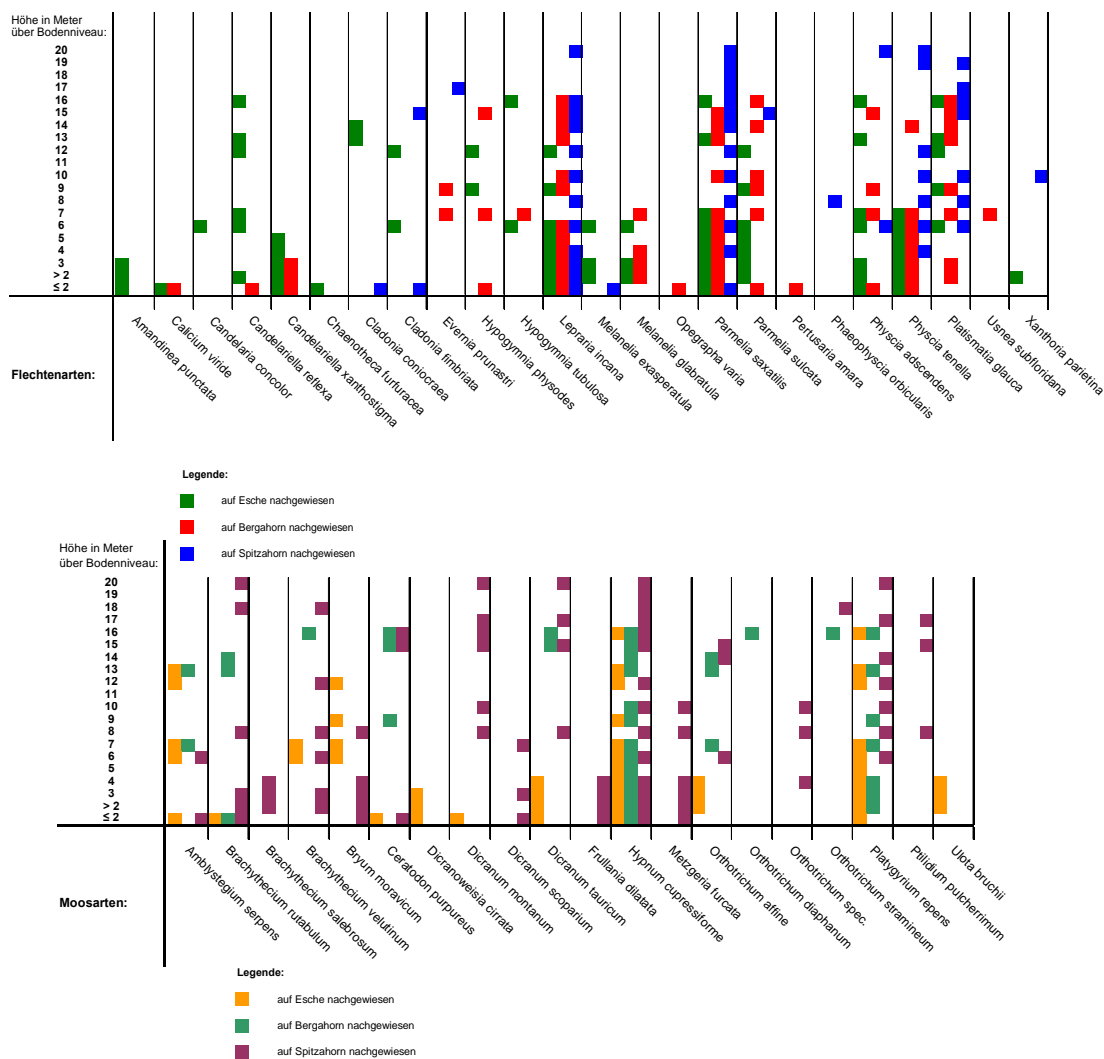 Höhe in Meter
über Bodenniveau:
20
19
18
17
16
15
14
13
12
11
10
9
8
7
6
5
4
3
> 2
≤ 2
Flechtenarten:
Amandinea punctata
Calicium viride
Candelaria concolor
Candelariella reflexa
Candelariella xanthostigma
Chaenotheca furfuracea
Cladonia coniocraea
Cladonia fimbriata
Evernia prunastri
Hypogymnia physodes
Hypogymnia tubulosa
Lepraria incana
Melanelia exasperatula
Melanelia glabratula
Opegrapha varia
Parmelia saxatilis
Parmelia sulcata
Pertusaria amara
Phaeophyscia orbicularis
Physcia adscendens
Physcia tenella
Platismatia glauca
Usnea subfloridana
Xanthoria parietina
Legende:
auf Esche nachgewiesen
auf Bergahorn nachgewiesen
auf Spitzahorn nachgewiesen
Höhe in Meter
über Bodenniveau:
20
19
18
17
16
15
14
13
12
11
10
9
8
7
6
5
4
3
> 2
≤ 2
Moosarten:
Amblystegium serpens
Brachythecium rutabulum
Brachythecium salebrosum
Brachythecium velutinum
Bryum moravicum
Ceratodon purpureus
Dicranoweisia cirrata
Dicranum montanum
Dicranum scoparium
Dicranum tauricum
Frullania dilatata
Hypnum cupressiforme
Metzgeria furcata
Orthotrichum affine
Orthotrichum diaphanum
Orthotrichum spec.
Orthotrichum stramineum
Platygyrium repens
Ptilidium pulcherrimum
Ulota bruchii
Legende:
auf Esche nachgewiesen
auf Bergahorn nachgewiesen
auf Spitzahorn nachgewiesen